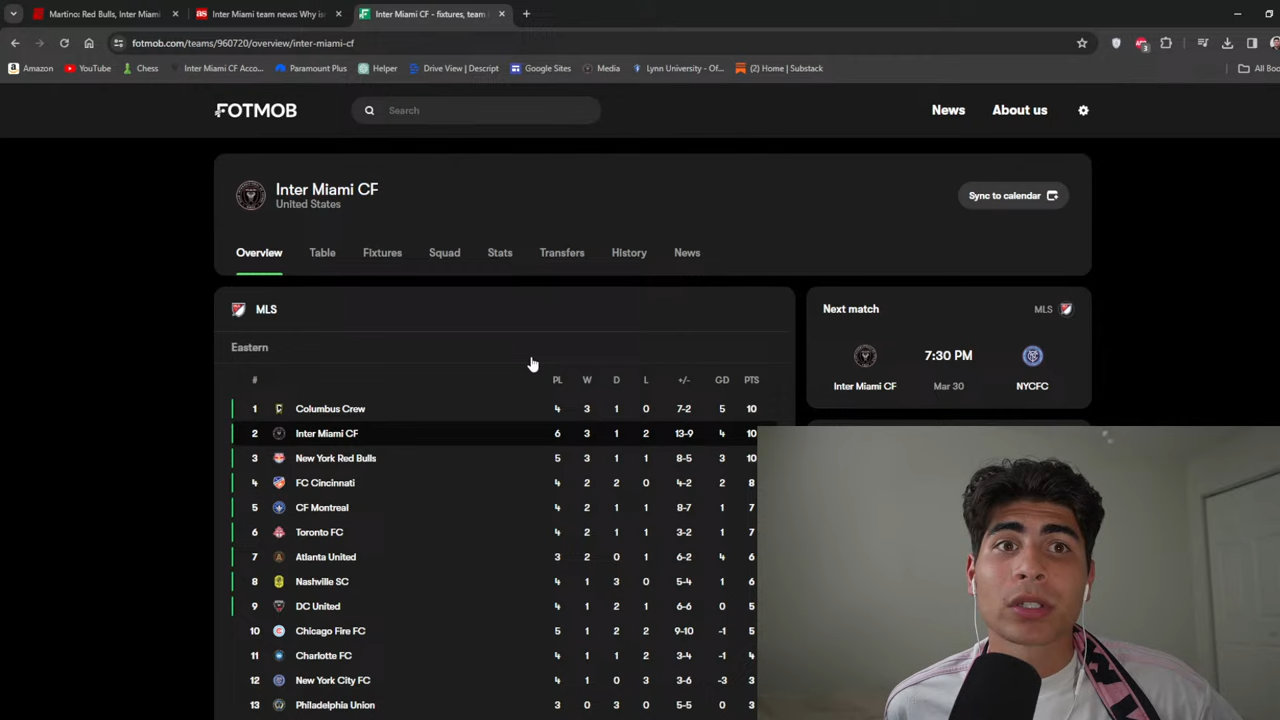 Martino: Red Bulls, Inter Miami
Inter Miami team news: Why is
Inter Miami CF - fixtures, team
fotmob.com/teams/960720/overview/inter-miami-cf
Amazon YouTube Chess Inter Miami CF Acco... Paramount Plus Helper Drive View | Descript Google Sites Media Lynn University - Of... (2) Home | Substack All Boo
FOTMOB Search News About us
Inter Miami CF
United States
Sync to calendar
Overview Table Fixtures Squad Stats Transfers History News
MLS
Eastern
# PL W D L +/- GD PTS
1 Columbus Crew 4 3 1 0 7-2 5 10
2 Inter Miami CF 6 3 1 2 13-9 4 10
3 New York Red Bulls 5 3 1 1 8-5 3 10
4 FC Cincinnati 4 2 2 0 4-2 2 8
5 CF Montreal 4 2 1 1 8-7 1 7
6 Toronto FC 4 2 1 1 3-2 1 7
7 Atlanta United 3 2 0 1 6-2 4 6
8 Nashville SC 4 1 3 0 5-4 1 6
9 DC United 4 1 2 1 6-6 0 5
10 Chicago Fire FC 5 1 2 2 9-10 -1 5
11 Charlotte FC 4 1 1 2 3-4 -1 4
12 New York City FC 4 1 0 3 3-6 -3 3
13 Philadelphia Union 3 0 3 0 5-5 0 3
Next match MLS
7:30 PM
Inter Miami CF Mar 30 NYCFC